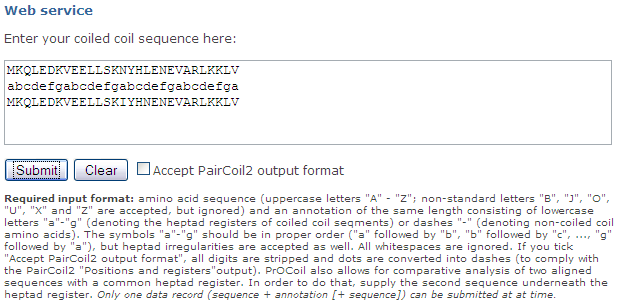 Web service
Enter your coiled coil sequence here:
MKQLEDKVEELLSKNYHLENEVARLKKLV
abcdefgabcdefgabcdefgabcdefga
MKQLEDKVEELLSKIYHNENEVARLKKLV
Submit Clear Accept PairCoil2 output format
Required input format: amino acid sequence (uppercase letters "A" - "Z"; non-standard letters "B", "J", "O",
"U", "X" and "Z" are accepted, but ignored) and an annotation of the same length consisting of lowercase
letters "a"-"g" (denoting the heptad registers of coiled coil seqments) or dashes "-" (denoting non-coiled coil
amino acids). The symbols "a"-"g" should be in proper order ("a" followed by "b", "b" followed by "c", ..., "g"
followed by "a"), but heptad irregularities are accepted as well. All whitespaces are ignored. If you tick
"Accept PairCoil2 output format", all digits are stripped and dots are converted into dashes (to comply with
the PairCoil2 "Positions and registers"output). PrOCoil also allows for comparative analysis of two aligned
sequences with a common heptad register. In order to do that, supply the second sequence underneath the
heptad register. Only one data record (sequence + annotation [+ sequence]) can be submitted at at time.